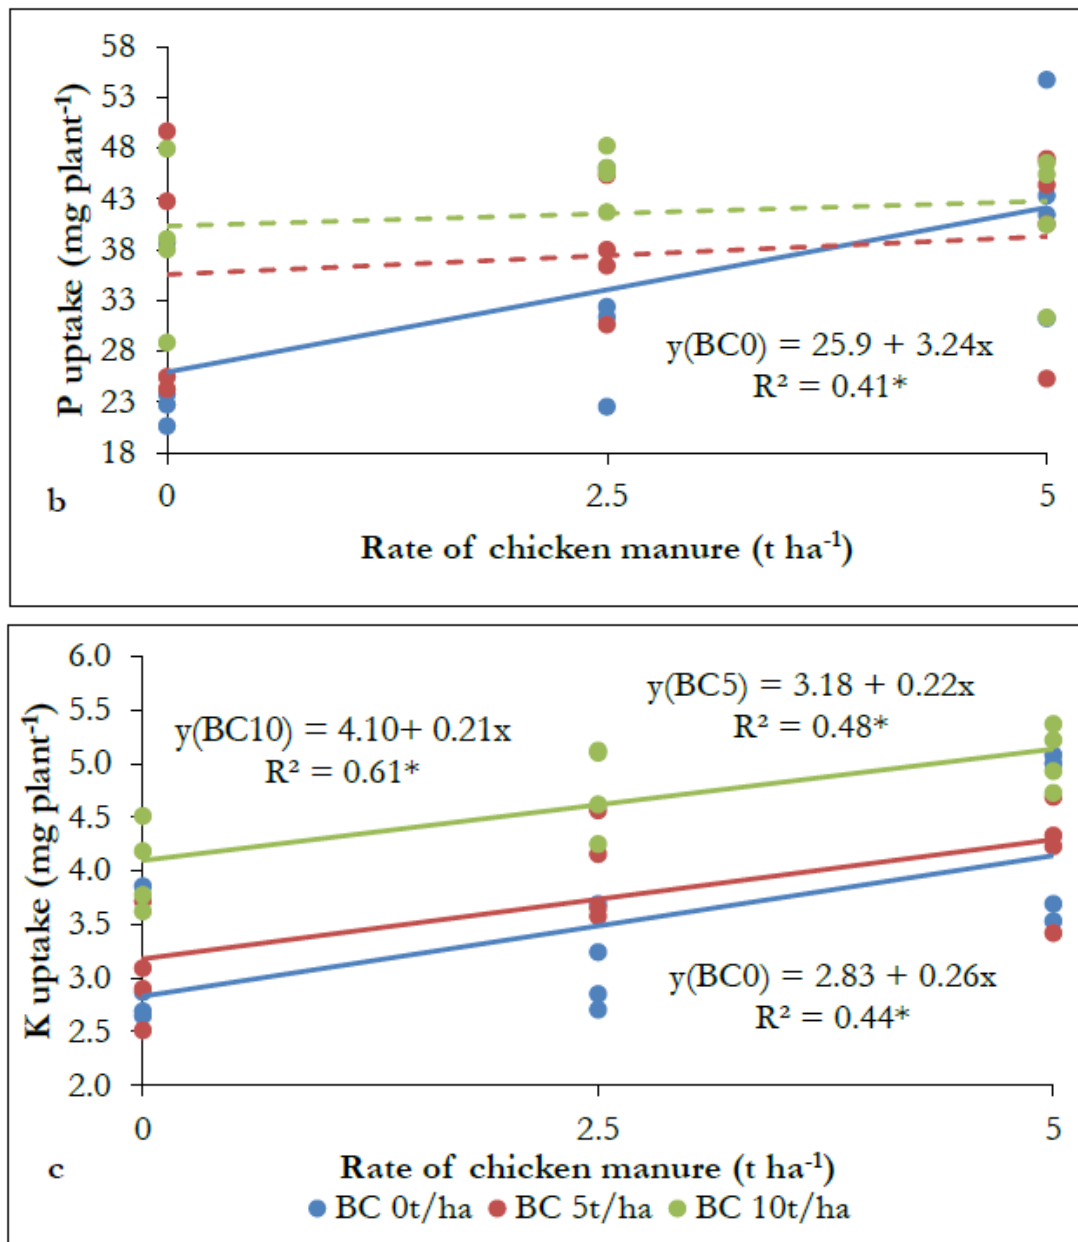 58
53
48
43
38
33
28
23
18
P uptake (mg plant⁻¹)
y(BC0) = 25.9 + 3.24x
R² = 0.41*
0
2.5
5
b
Rate of chicken manure (t ha⁻¹)
6.0
5.5
5.0
4.5
4.0
3.5
3.0
2.5
2.0
K uptake (mg plant⁻¹)
y(BC5) = 3.18 + 0.22x
R² = 0.48*
y(BC10) = 4.10+ 0.21x
R² = 0.61*
y(BC0) = 2.83 + 0.26x
R² = 0.44*
0
2.5
5
c
Rate of chicken manure (t ha⁻¹)
BC 0t/ha BC 5t/ha BC 10t/ha